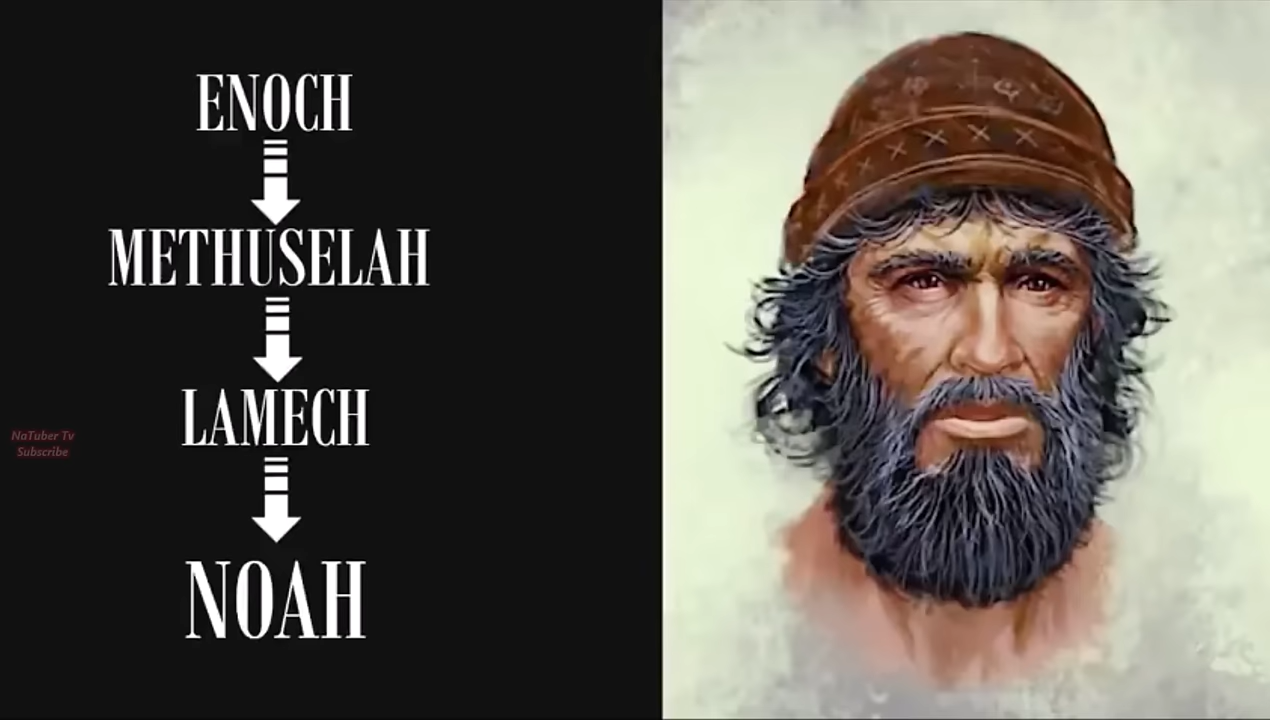 ENOCH
METHUSELAH
LAMECH
NaTuber Tv
Subscribe
NOAH